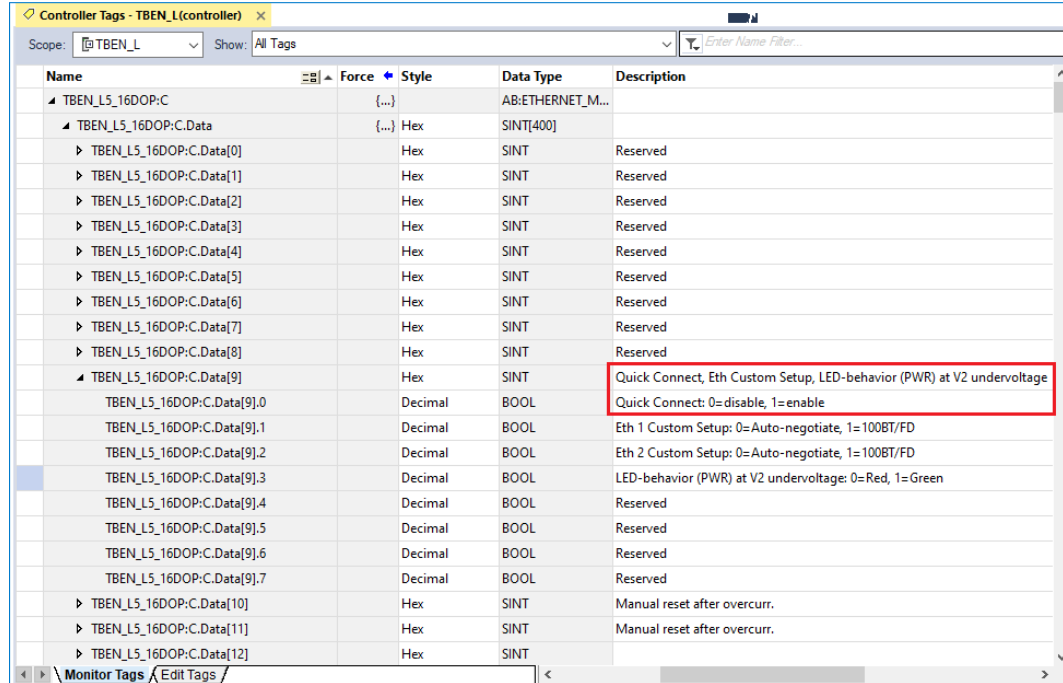 Controller Tags - TBEN_L(controller) ×
Scope: TBEN_L Show: All Tags Enter Name Filter...
Name Force Style Data Type Description
TBEN_L5_16DOP:C {...} AB:ETHERNET_M...
TBEN_L5_16DOP:C.Data {...} Hex SINT[400]
TBEN_L5_16DOP:C.Data[0] Hex SINT Reserved
TBEN_L5_16DOP:C.Data[1] Hex SINT Reserved
TBEN_L5_16DOP:C.Data[2] Hex SINT Reserved
TBEN_L5_16DOP:C.Data[3] Hex SINT Reserved
TBEN_L5_16DOP:C.Data[4] Hex SINT Reserved
TBEN_L5_16DOP:C.Data[5] Hex SINT Reserved
TBEN_L5_16DOP:C.Data[6] Hex SINT Reserved
TBEN_L5_16DOP:C.Data[7] Hex SINT Reserved
TBEN_L5_16DOP:C.Data[8] Hex SINT Reserved
TBEN_L5_16DOP:C.Data[9] Hex SINT Quick Connect, Eth Custom Setup, LED-behavior (PWR) at V2 undervoltage
TBEN_L5_16DOP:C.Data[9].0 Decimal BOOL Quick Connect: 0=disable, 1=enable
TBEN_L5_16DOP:C.Data[9].1 Decimal BOOL Eth 1 Custom Setup: 0=Auto-negotiate, 1=100BT/FD
TBEN_L5_16DOP:C.Data[9].2 Decimal BOOL Eth 2 Custom Setup: 0=Auto-negotiate, 1=100BT/FD
TBEN_L5_16DOP:C.Data[9].3 Decimal BOOL LED-behavior (PWR) at V2 undervoltage: 0=Red, 1=Green
TBEN_L5_16DOP:C.Data[9].4 Decimal BOOL Reserved
TBEN_L5_16DOP:C.Data[9].5 Decimal BOOL Reserved
TBEN_L5_16DOP:C.Data[9].6 Decimal BOOL Reserved
TBEN_L5_16DOP:C.Data[9].7 Decimal BOOL Reserved
TBEN_L5_16DOP:C.Data[10] Hex SINT Manual reset after overcurr.
TBEN_L5_16DOP:C.Data[11] Hex SINT Manual reset after overcurr.
TBEN_L5_16DOP:C.Data[12] Hex SINT
Monitor Tags Edit Tags